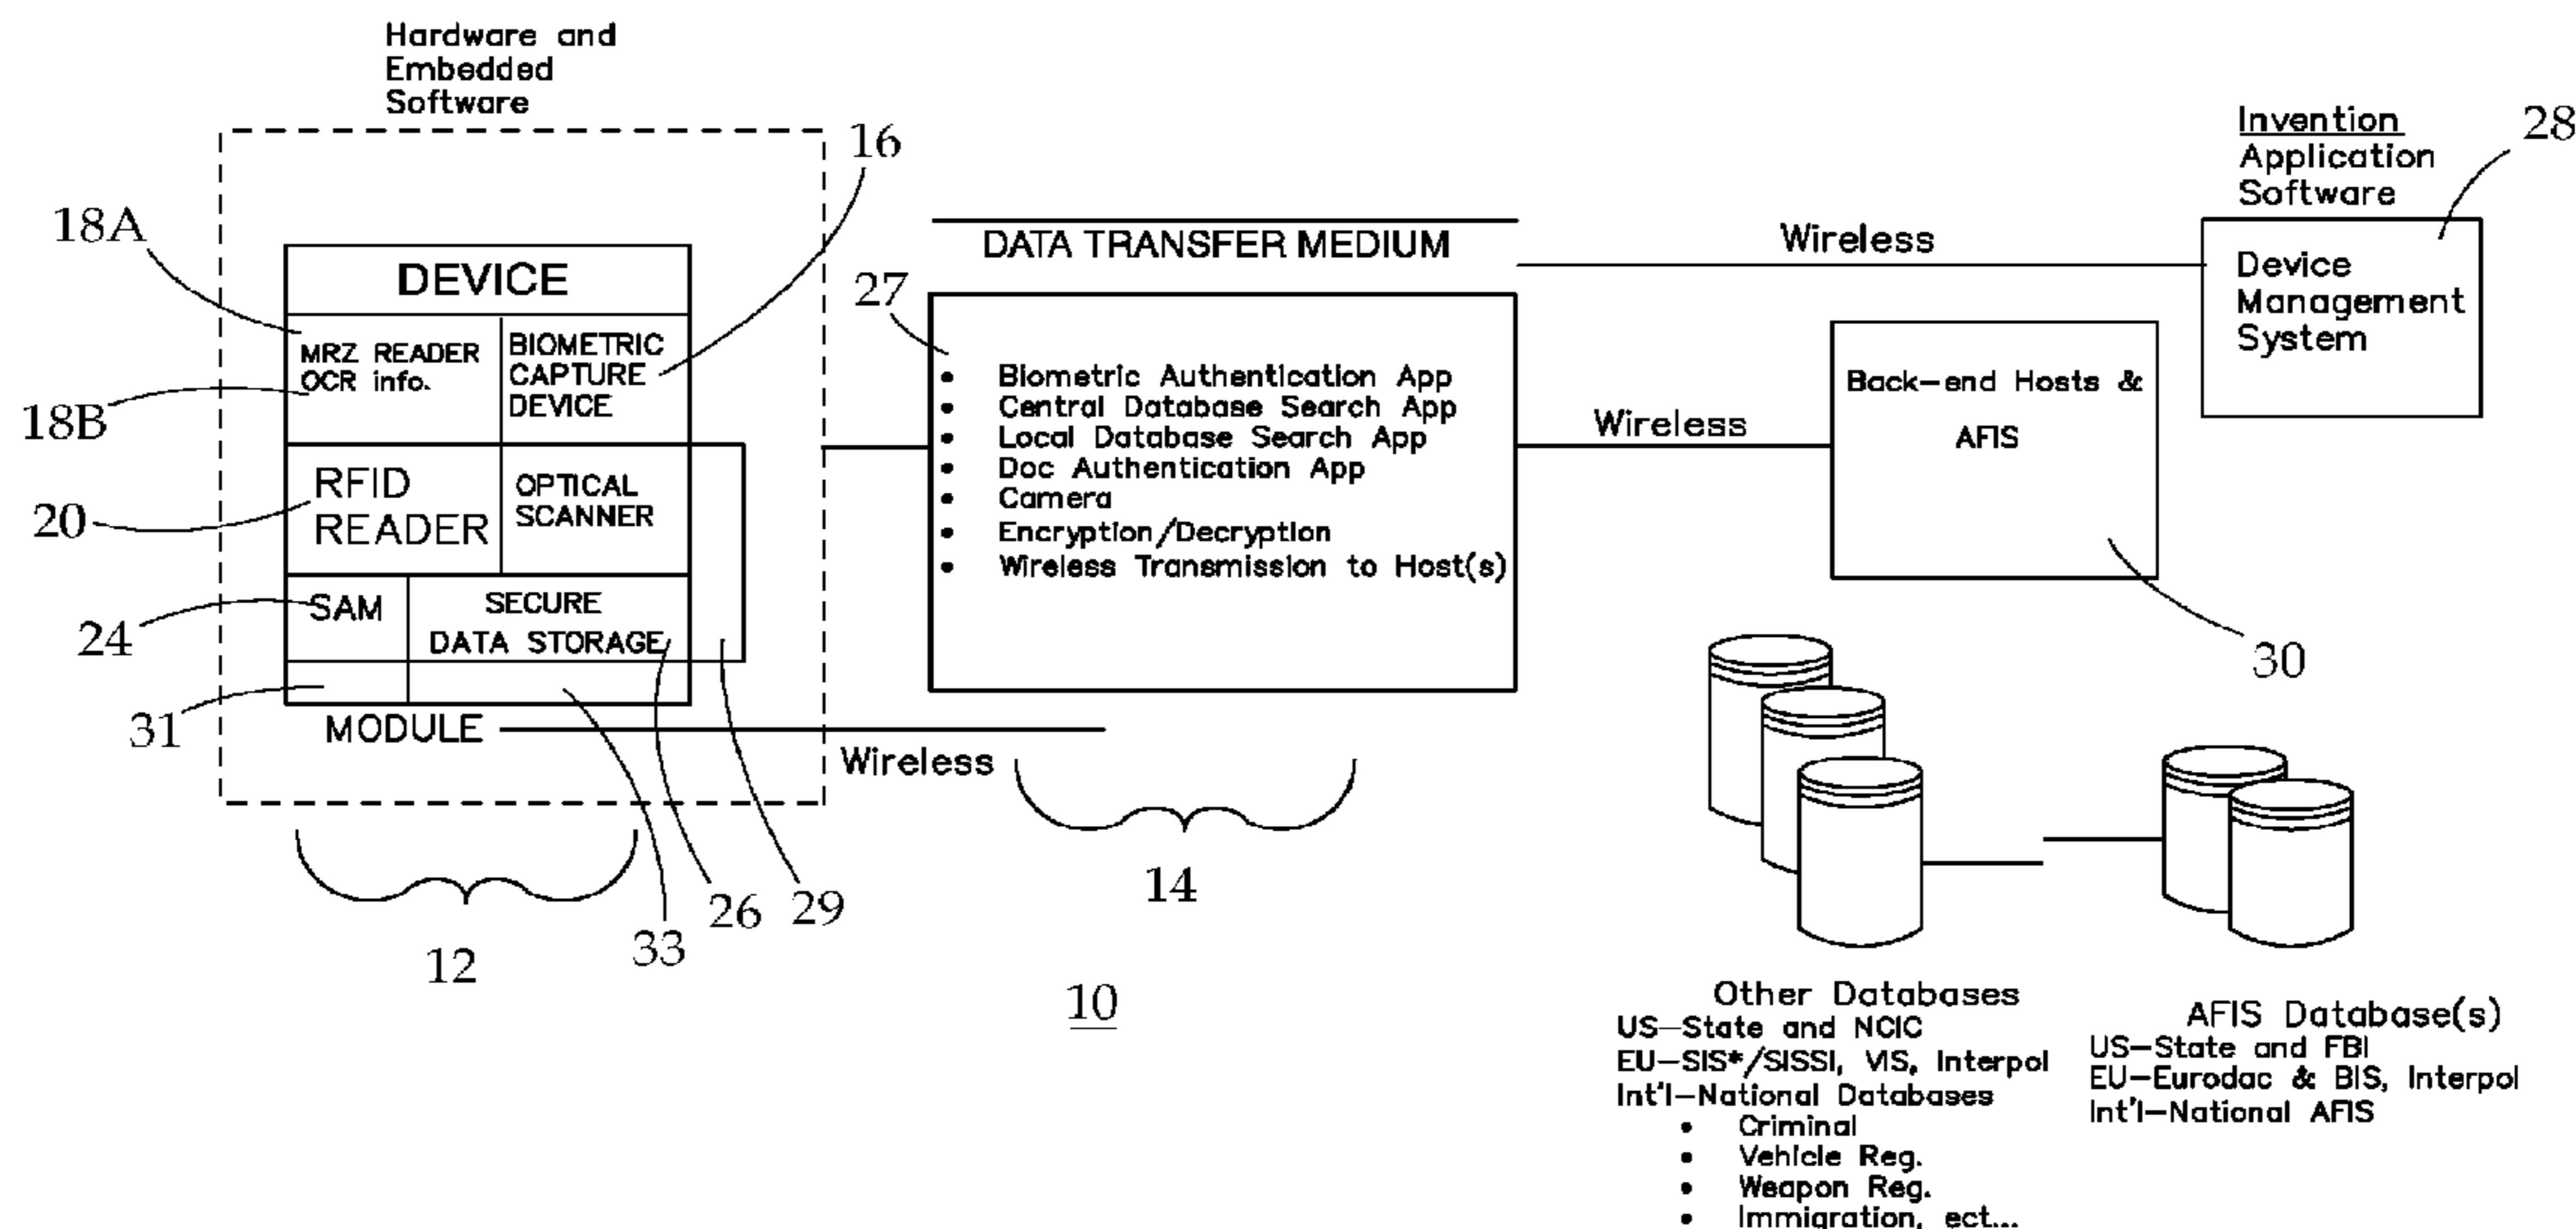 Hardware and
Embedded
Software
16
Invention
Application
Software
28
18A
DEVICE
DATA TRANSFER MEDIUM
Wireless
27
MRZ READER
OCR info.
BIOMETRIC
CAPTURE
DEVICE
18B
RFID
READER
OPTICAL
SCANNER
20
SAM
SECURE
DATA STORAGE
24
31
MODULE
Wireless
• Biometric Authentication App
• Central Database Search App
• Local Database Search App
• Doc Authentication App
• Camera
• Encryption/Decryption
• Wireless Transmission to Host(s)
Wireless
Back-end Hosts &
AFIS
Device
Management
System
30
12
33
26
29
14
10
Other Databases
US-State and NCIC
EU-SIS*/SISSI, VIS, Interpol
Int'l-National Databases
• Criminal
• Vehicle Reg.
• Weapon Reg.
• Immigration, ect...
AFIS Database(s)
US-State and FBI
EU-Eurodac & BIS, Interpol
Int'l-National AFIS